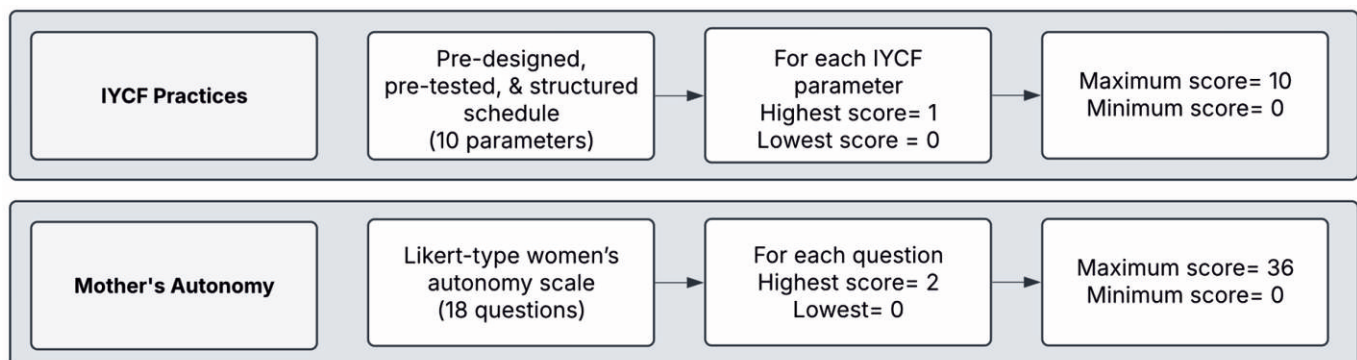 IYCF Practices
Pre-designed,
pre-tested, & structured
schedule
(10 parameters)
For each IYCF
parameter
Highest score= 1
Lowest score = 0
Maximum score= 10
Minimum score= 0
Mother's Autonomy
Likert-type women’s
autonomy scale
(18 questions)
For each question
Highest score= 2
Lowest= 0
Maximum score= 36
Minimum score= 0